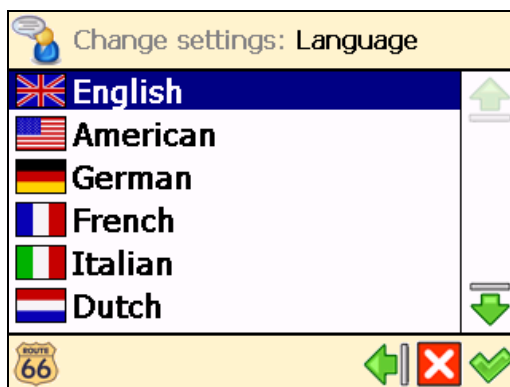 Change settings: Language
English
American
German
French
Italian
Dutch
ROUTE
66